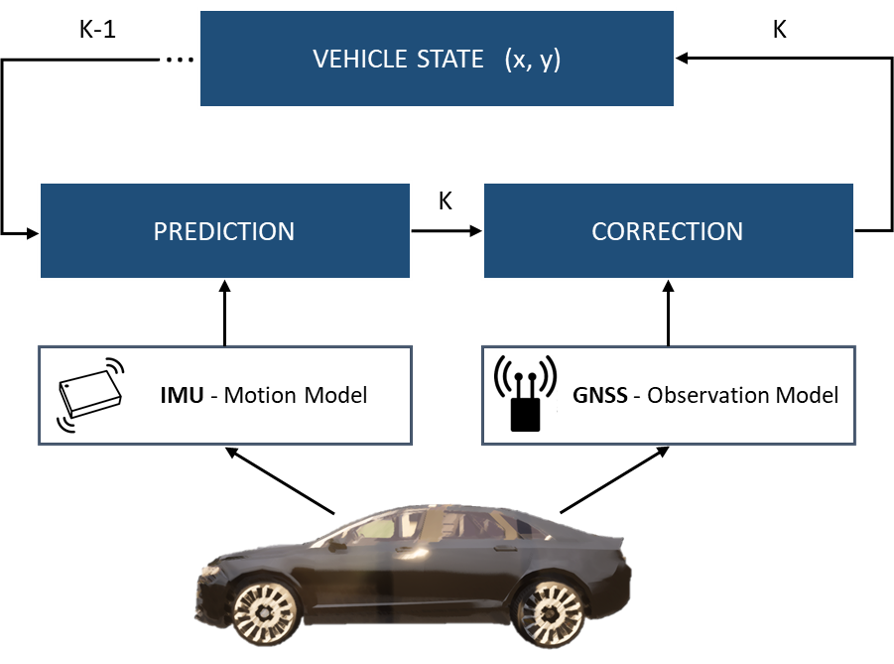 K-1
K
VEHICLE STATE (x, y)
K
PREDICTION
CORRECTION
IMU - Motion Model
GNSS - Observation Model